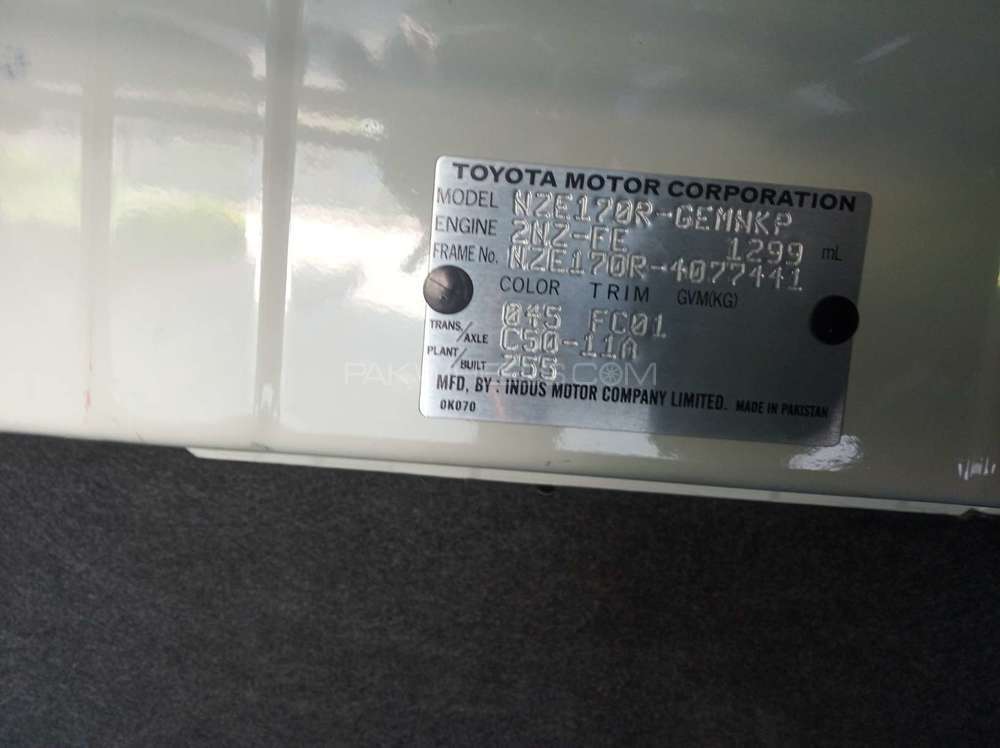 TOYOTA MOTOR CORPORATION
MODEL NZE170R-GEMNKP
ENGINE 2NZ-FE 1299 mL
FRAME No. NZE170R-4077441
COLOR TRIM GVM(KG)
045 FC01
TRANS/AXLE C50-11A
PLANT/BUILT Z55
MFD, BY : INDUS MOTOR COMPANY LIMITED. MADE IN PAKISTAN
0K070